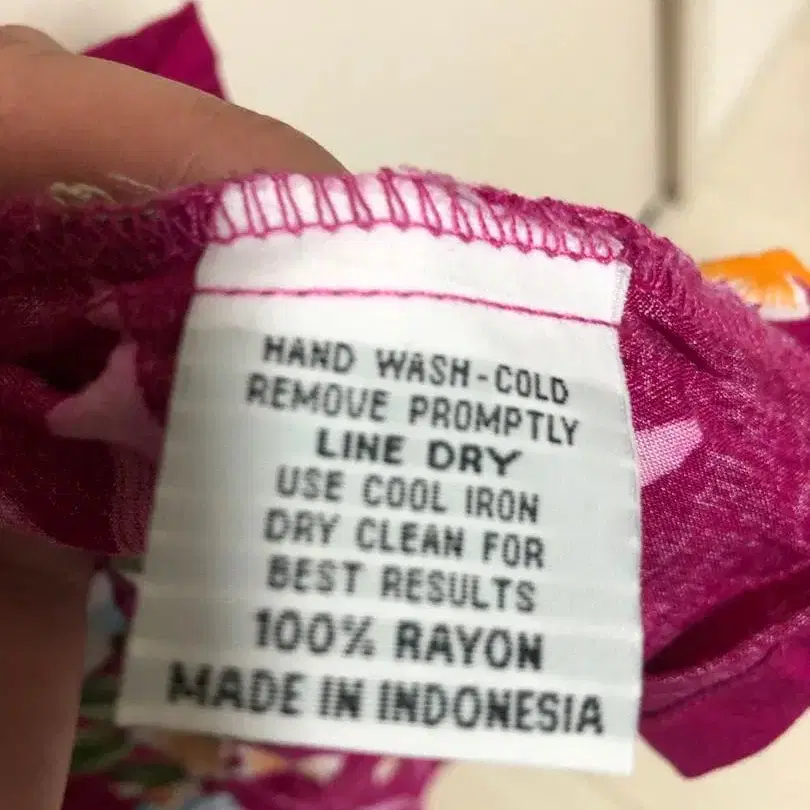 HAND WASH-COLD
REMOVE PROMPTLY
LINE DRY
USE COOL IRON
DRY CLEAN FOR
BEST RESULTS
100% RAYON
MADE IN INDONESIA